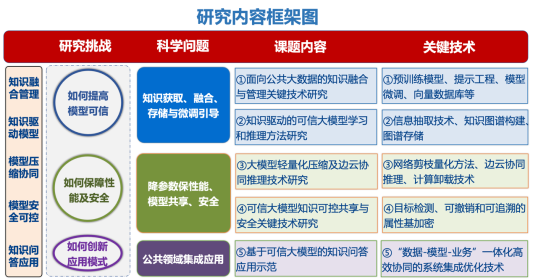 研究内容框架图
研究挑战
科学问题
课题内容
关键技术
知识融
合管理
知识驱
动模型
模型压
缩协同
模型安
全可控
知识问
答应用
如何提高
模型可信
如何保障性
能及安全
如何创新
应用模式
知识获取、融合、
存储与微调引导
降参数保性能、
模型共享、安全
公共领域集成应用
①面向公共大数据的知识融合
与管理关键技术研究
②知识驱动的可信大模型学习
和推理方法研究
③大模型轻量化压缩及边云协
同推理技术研究
④可信大模型知识可控共享与
安全关键技术研究
⑤基于可信大模型的知识问答
应用示范
①预训练模型、提示工程、模型
微调、向量数据库等
②信息抽取技术、知识图谱构建、
图谱存储
③网络剪枝量化方法、边云协同
推理、计算卸载技术
④目标检测、可撤销和可追溯的
属性基加密
⑤“数据-模型-业务”一体化高
效协同的系统集成优化技术